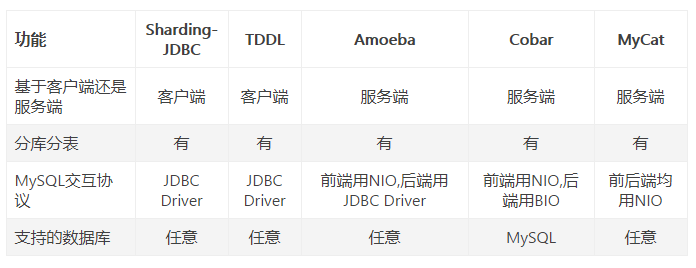 功能 Sharding-JDBC TDDL Amoeba Cobar MyCat
基于客户端还是服务端 客户端 客户端 服务端 服务端 服务端
分库分表 有 有 有 有 有
MySQL交互协议 JDBC Driver JDBC Driver 前端用NIO,后端用JDBC Driver 前端用NIO,后端用BIO 前后端均用NIO
支持的数据库 任意 任意 任意 MySQL 任意